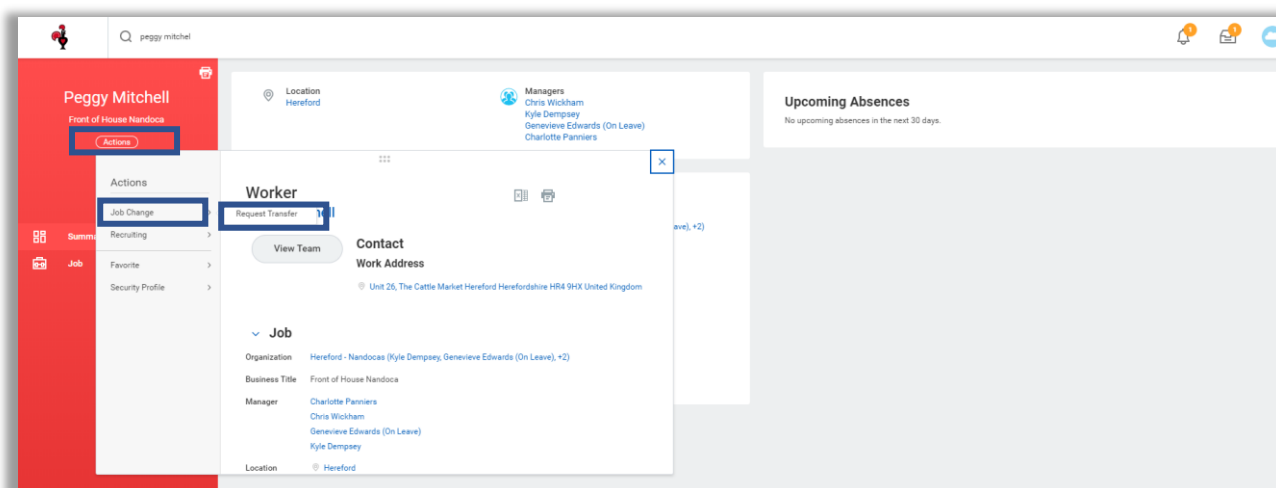 peggy mitchel
Peggy Mitchell
Front of House Nandoca
Actions
Location
Hereford
Managers
Chris Wickham
Kyle Dempsey
Genevieve Edwards (On Leave)
Charlotte Panniers
Upcoming Absences
No upcoming absences in the next 30 days.
Summa
Job
Actions
Job Change
Recruiting
Favorite
Security Profile
Worker
Request Transfer
View Team
Contact
Work Address
Unit 26, The Cattle Market Hereford Herefordshire HR4 9HX United Kingdom
ave), +2)
Job
Organization Hereford - Nandocas (Kyle Dempsey, Genevieve Edwards (On Leave), +2)
Business Title Front of House Nandoca
Manager Charlotte Panniers
Chris Wickham
Genevieve Edwards (On Leave)
Kyle Dempsey
Location Hereford